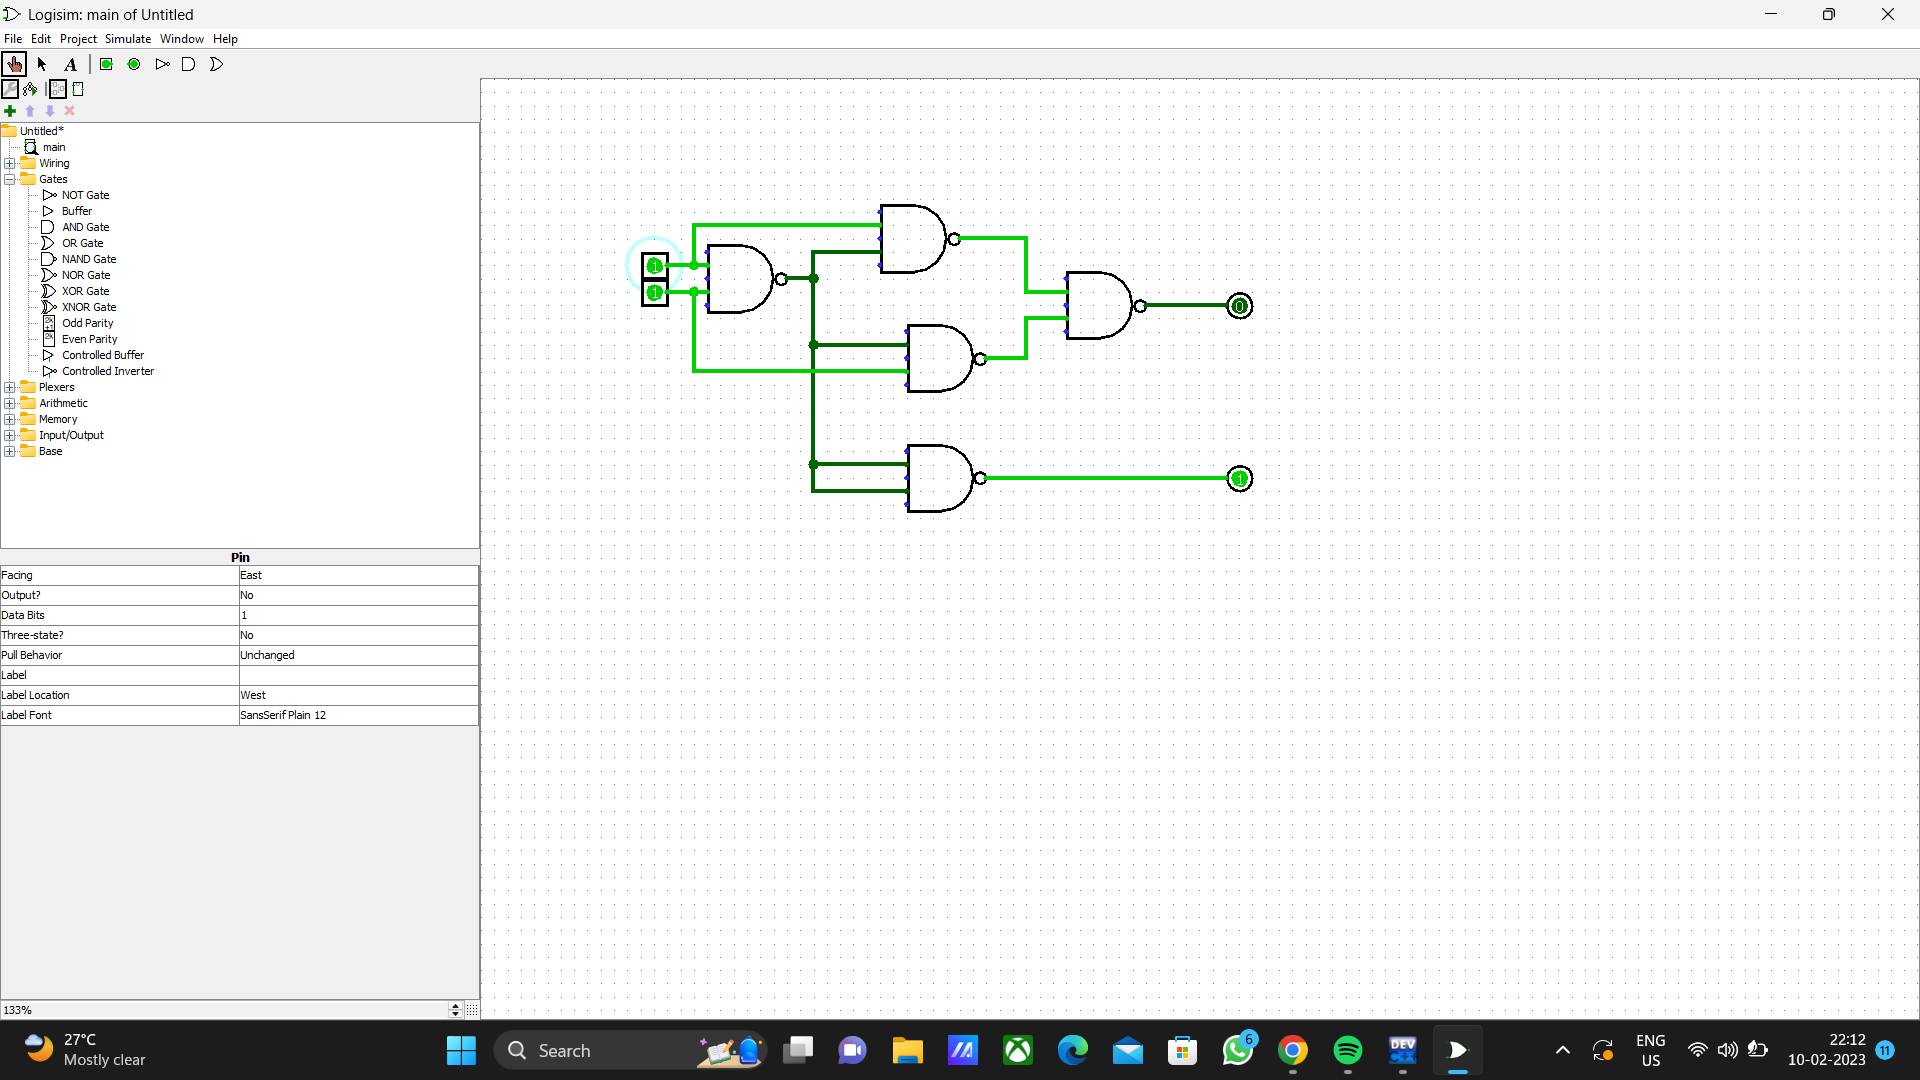 Logisim: main of Untitled
File Edit Project Simulate Window Help
A
Untitled*
main
Wiring
Gates
NOT Gate
Buffer
AND Gate
OR Gate
NAND Gate
NOR Gate
XOR Gate
XNOR Gate
Odd Parity
Even Parity
Controlled Buffer
Controlled Inverter
Plexers
Arithmetic
Memory
Input/Output
Base
Pin
Facing East
Output? No
Data Bits 1
Three-state? No
Pull Behavior Unchanged
Label
Label Location West
Label Font SansSerif Plain 12
133%
1
1
0
1
27°C
Mostly clear
Search
6
DEV
C++
ENG
US
22:12
10-02-2023
11